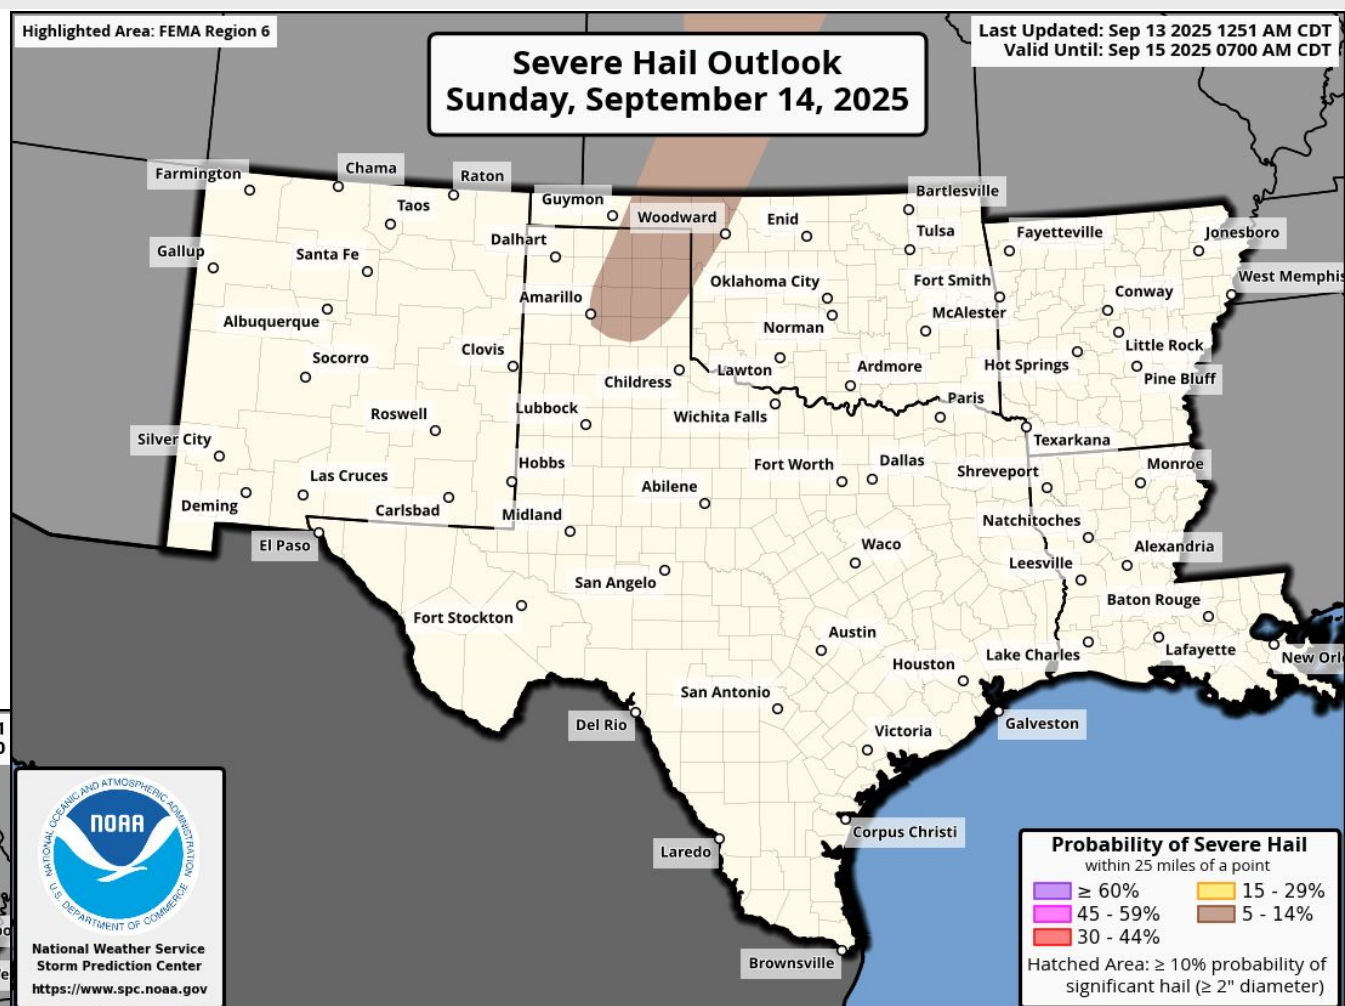 Highlighted Area: FEMA Region 6
Last Updated: Sep 13 2025 1251 AM CDT
Valid Until: Sep 15 2025 0700 AM CDT
Severe Hail Outlook
Sunday, September 14, 2025
Farmington
Chama
Raton
Taos
Guymon
Woodward
Enid
Bartlesville
Tulsa
Fayetteville
Jonesboro
Gallup
Santa Fe
Dalhart
Amarillo
Oklahoma City
Fort Smith
West Memphis
Conway
Albuquerque
Norman
McAlester
Little Rock
Socorro
Clovis
Childress
Lawton
Ardmore
Hot Springs
Pine Bluff
Roswell
Lubbock
Wichita Falls
Paris
Texarkana
Silver City
Las Cruces
Hobbs
Abilene
Fort Worth
Dallas
Shreveport
Monroe
Deming
Carlsbad
Midland
Natchitoches
El Paso
San Angelo
Waco
Leesville
Alexandria
Fort Stockton
Austin
Baton Rouge
Houston
Lake Charles
Lafayette
San Antonio
Del Rio
Galveston
Victoria
Corpus Christi
Laredo
Brownsville
NATIONAL OCEANIC AND ATMOSPHERIC ADMINISTRATION
NOAA
U.S. DEPARTMENT OF COMMERCE
National Weather Service
Storm Prediction Center
https://www.spc.noaa.gov
Probability of Severe Hail
within 25 miles of a point
≥ 60%
15 - 29%
45 - 59%
5 - 14%
30 - 44%
Hatched Area: ≥ 10% probability of
significant hail (≥ 2" diameter)